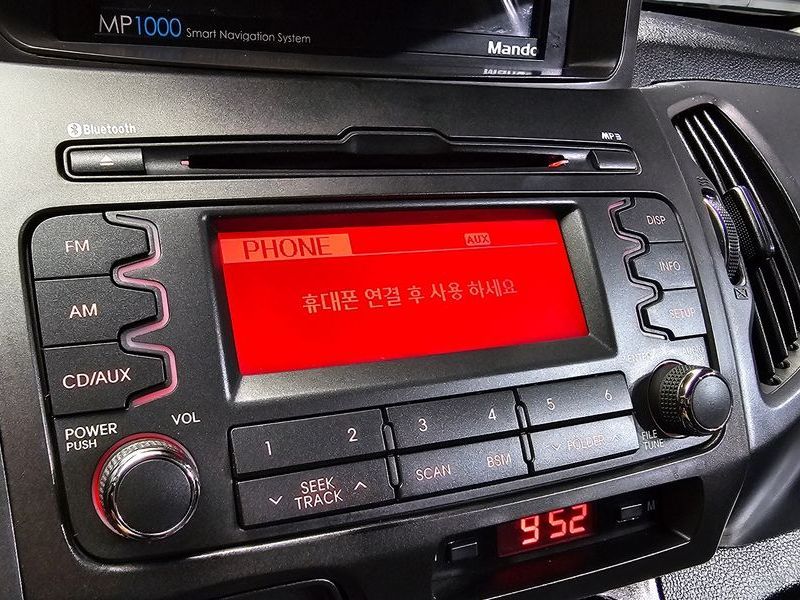 MP1000 Smart Navigation System
Mando
Bluetooth
MP3
FM
AM
CD/AUX
POWER
PUSH
VOL
PHONE
AUX
휴대폰 연결 후 사용 하세요
DISP
INFO
SETUP
1 2 3 4 5 6
SEEK
TRACK
SCAN
BSM
FOLDER
FILE
TUNE
9:52
M